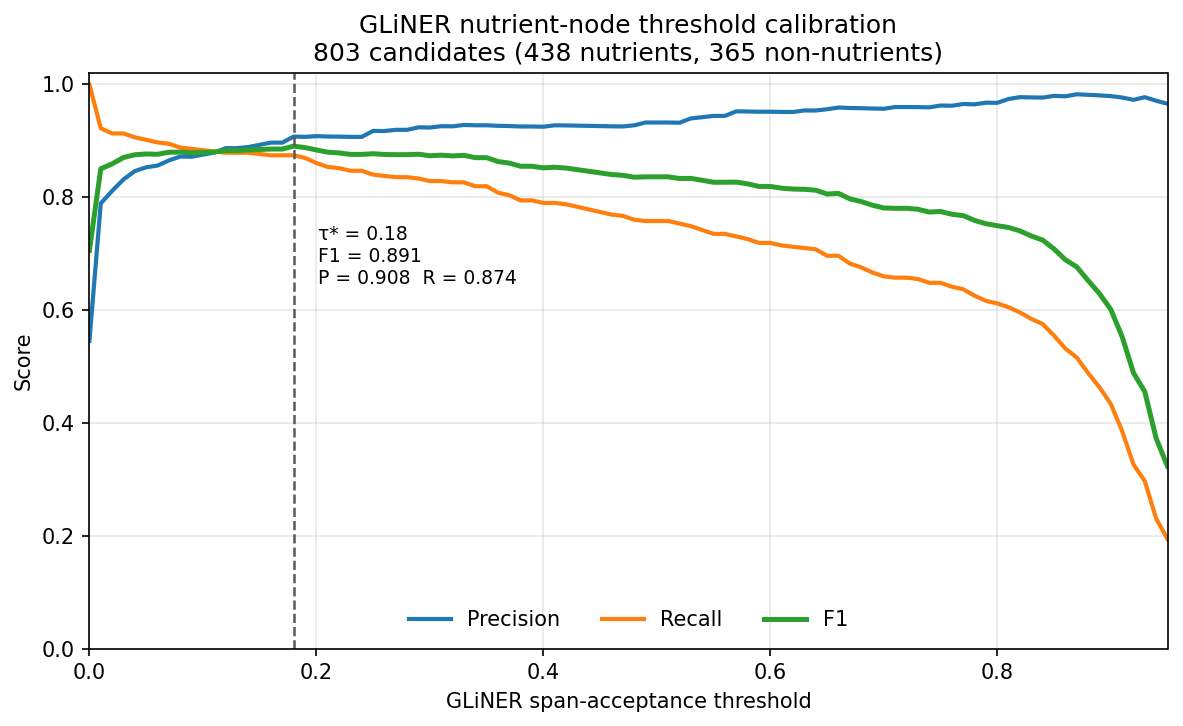 GLiNER nutrient-node threshold calibration
803 candidates (438 nutrients, 365 non-nutrients)
1.0
0.8
0.6
0.4
0.2
0.0
Score
τ* = 0.18
F1 = 0.891
P = 0.908  R = 0.874
Precision
Recall
F1
0.0
0.2
0.4
0.6
0.8
GLiNER span-acceptance threshold